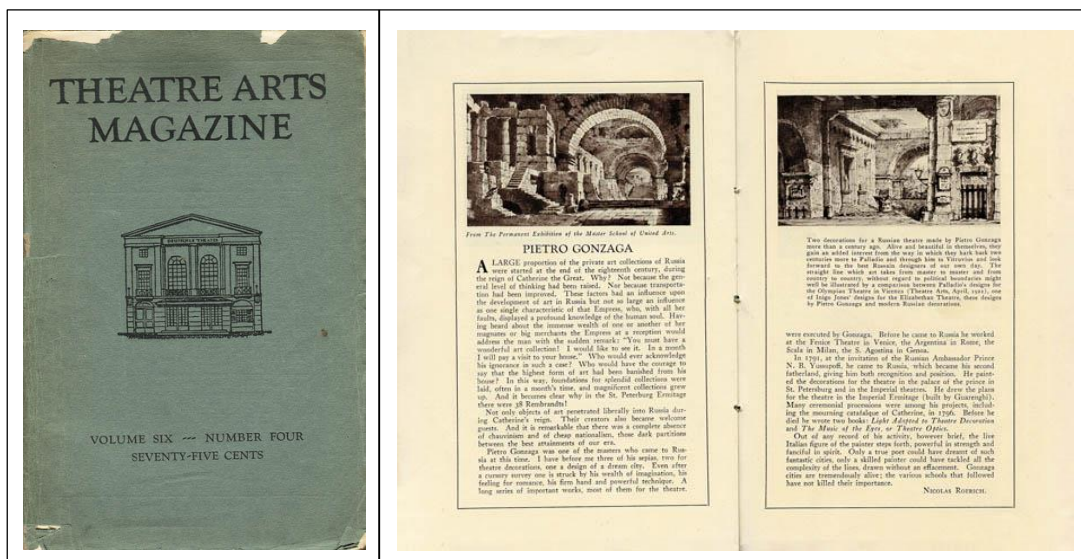 THEATRE ARTS
MAGAZINE
VOLUME SIX — NUMBER FOUR
SEVENTY-FIVE CENTS
From The Permanent Exhibition of the Master School of United Arts.
PIETRO GONZAGA
A LARGE proportion of the private art collections of Russia
were started at the end of the eighteenth century, during
the reign of Catherine the Great. Why? Not because the gen-
eral level of thinking had been raised. Nor because transporta-
tion had been improved. These factors had an influence upon
the development of art in Russia but not so large an influence
as one single characteristic of that Empress, who, with all her
faults, displayed a profound knowledge of the human soul. Hav-
ing heard about the immense wealth of one or another of her
magnates or big merchants the Empress at a reception would
address the man with the sudden remark: "You must have a
wonderful art collection! I would like to see it. In a month
I will pay a visit to your house." Who would ever acknowledge
his ignorance in such a case? Who would have the courage to
say that the highest form of art had been banished from his
house? In this way, foundations for splendid collections were
laid, often in a month's time, and magnificent collections grew
up. And it becomes clear why in the St. Petersburg Ermitage
there were 38 Rembrandts!
Not only objects of art penetrated liberally into Russia dur-
ing Catherine's reign. Their creators also became welcome
guests. And it is remarkable that there was a complete absence
of chauvinism and of cheap nationalism, those dark partitions
between the best attainments of our era.
Pietro Gonzaga was one of the masters who came to Rus-
sia at this time. I have before me three of his sepias, two for
theatre decorations, one a design of a dream city. Even after
a cursory survey one is struck by his wealth of imagination, his
feeling for romance, his firm hand and powerful technique. A
long series of important works, most of them for the theatre,
Two decorations for a Russian theatre made by Pietro Gonzaga
more than a century ago. Alive and beautiful in themselves, they
gain an added interest from the way in which they hark back two
centuries more to Palladio and through him to Vitruvius and look
forward to the best Russian designers of our own day. The
straight line which art takes from master to master and from
country to country, without regard to political boundaries might
well be illustrated by a comparison between Palladio's designs for
the Olympian Theatre in Vicenza (Theatre Arts, April, 1922), one
of Inigo Jones' designs for the Elizabethan Theatre, these designs
by Pietro Gonzaga and modern Russian decorations.
were executed by Gonzaga. Before he came to Russia he worked
at the Fenice Theatre in Venice, the Argentina in Rome, the
Scala in Milan, the S. Agostina in Genoa.
In 1791, at the invitation of the Russian Ambassador Prince
N. B. Yussupoff, he came to Russia, which became his second
fatherland, giving him both recognition and position. He paint-
ed the decorations for the theatre in the palace of the prince in
St. Petersburg and in the Imperial theatres. He drew the plans
for the theatre in the Imperial Ermitage (built by Guarenghi).
Many ceremonial processions were among his projects, includ-
ing the mourning catafalque of Catherine, in 1796. Before he
died he wrote two books: Light Adapted to Theatre Decoration
and The Music of the Eyes, or Theatre Optics.
Out of any record of his activity, however brief, the live
Italian figure of the painter steps forth, powerful in strength and
fanciful in spirit. Only a true poet could have dreamt of such
fantastic cities, only a skilled painter could have tackled all the
complexity of the lines, drawn without an effacement. Gonzaga
cities are tremendously alive; the various schools that followed
have not killed their importance.
NICOLAS ROERICH.